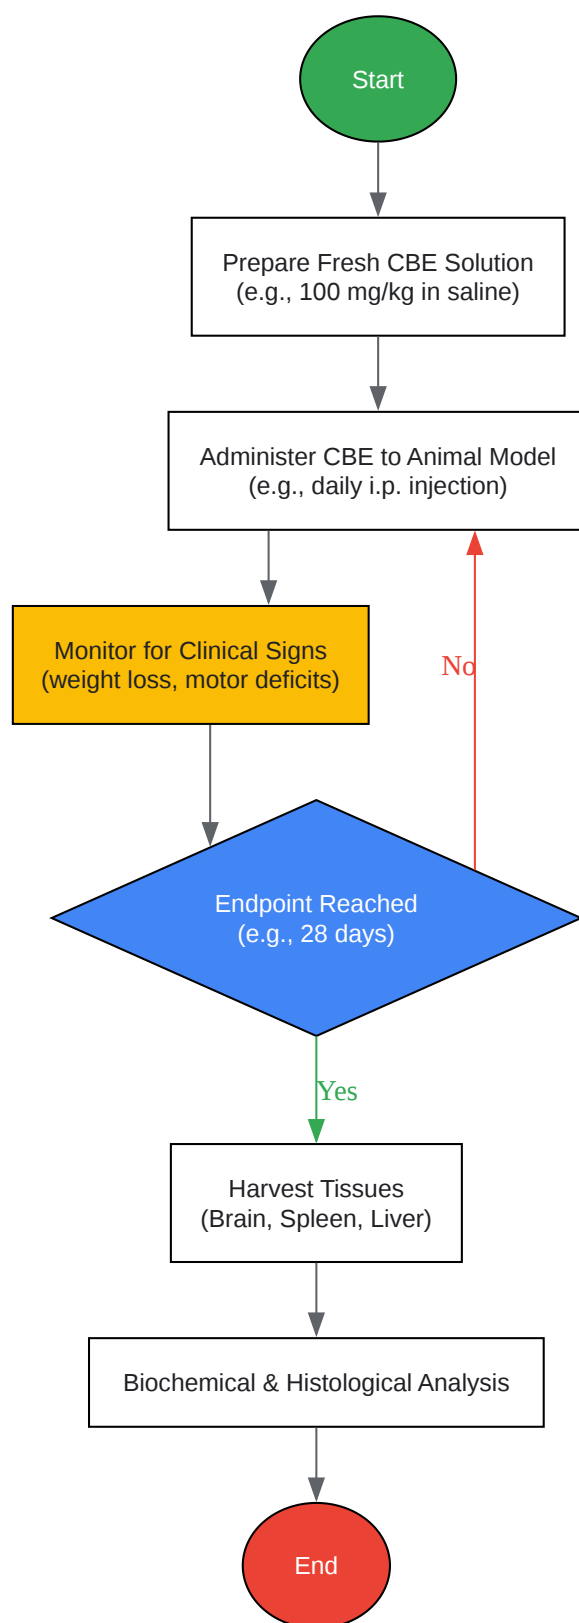 Start
Prepare Fresh CBE Solution
(e.g., 100 mg/kg in saline)
Administer CBE to Animal Model
(e.g., daily i.p. injection)
Monitor for Clinical Signs
(weight loss, motor deficits)
No
Endpoint Reached
(e.g., 28 days)
Yes
Harvest Tissues
(Brain, Spleen, Liver)
Biochemical & Histological Analysis
End